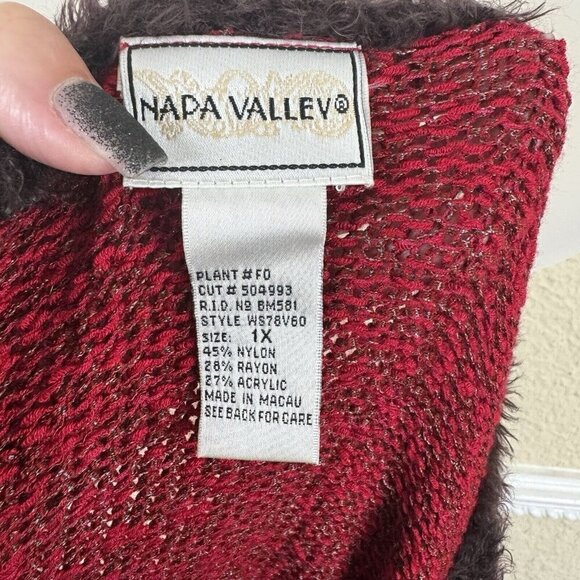 NAPA VALLEY®
PLANT # FO
CUT # 504993
R.I.D. Nº BM581
STYLE WS78V60
SIZE: 1X
45% NYLON
28% RAYON
27% ACRYLIC
MADE IN MACAU
SEE BACK FOR CARE